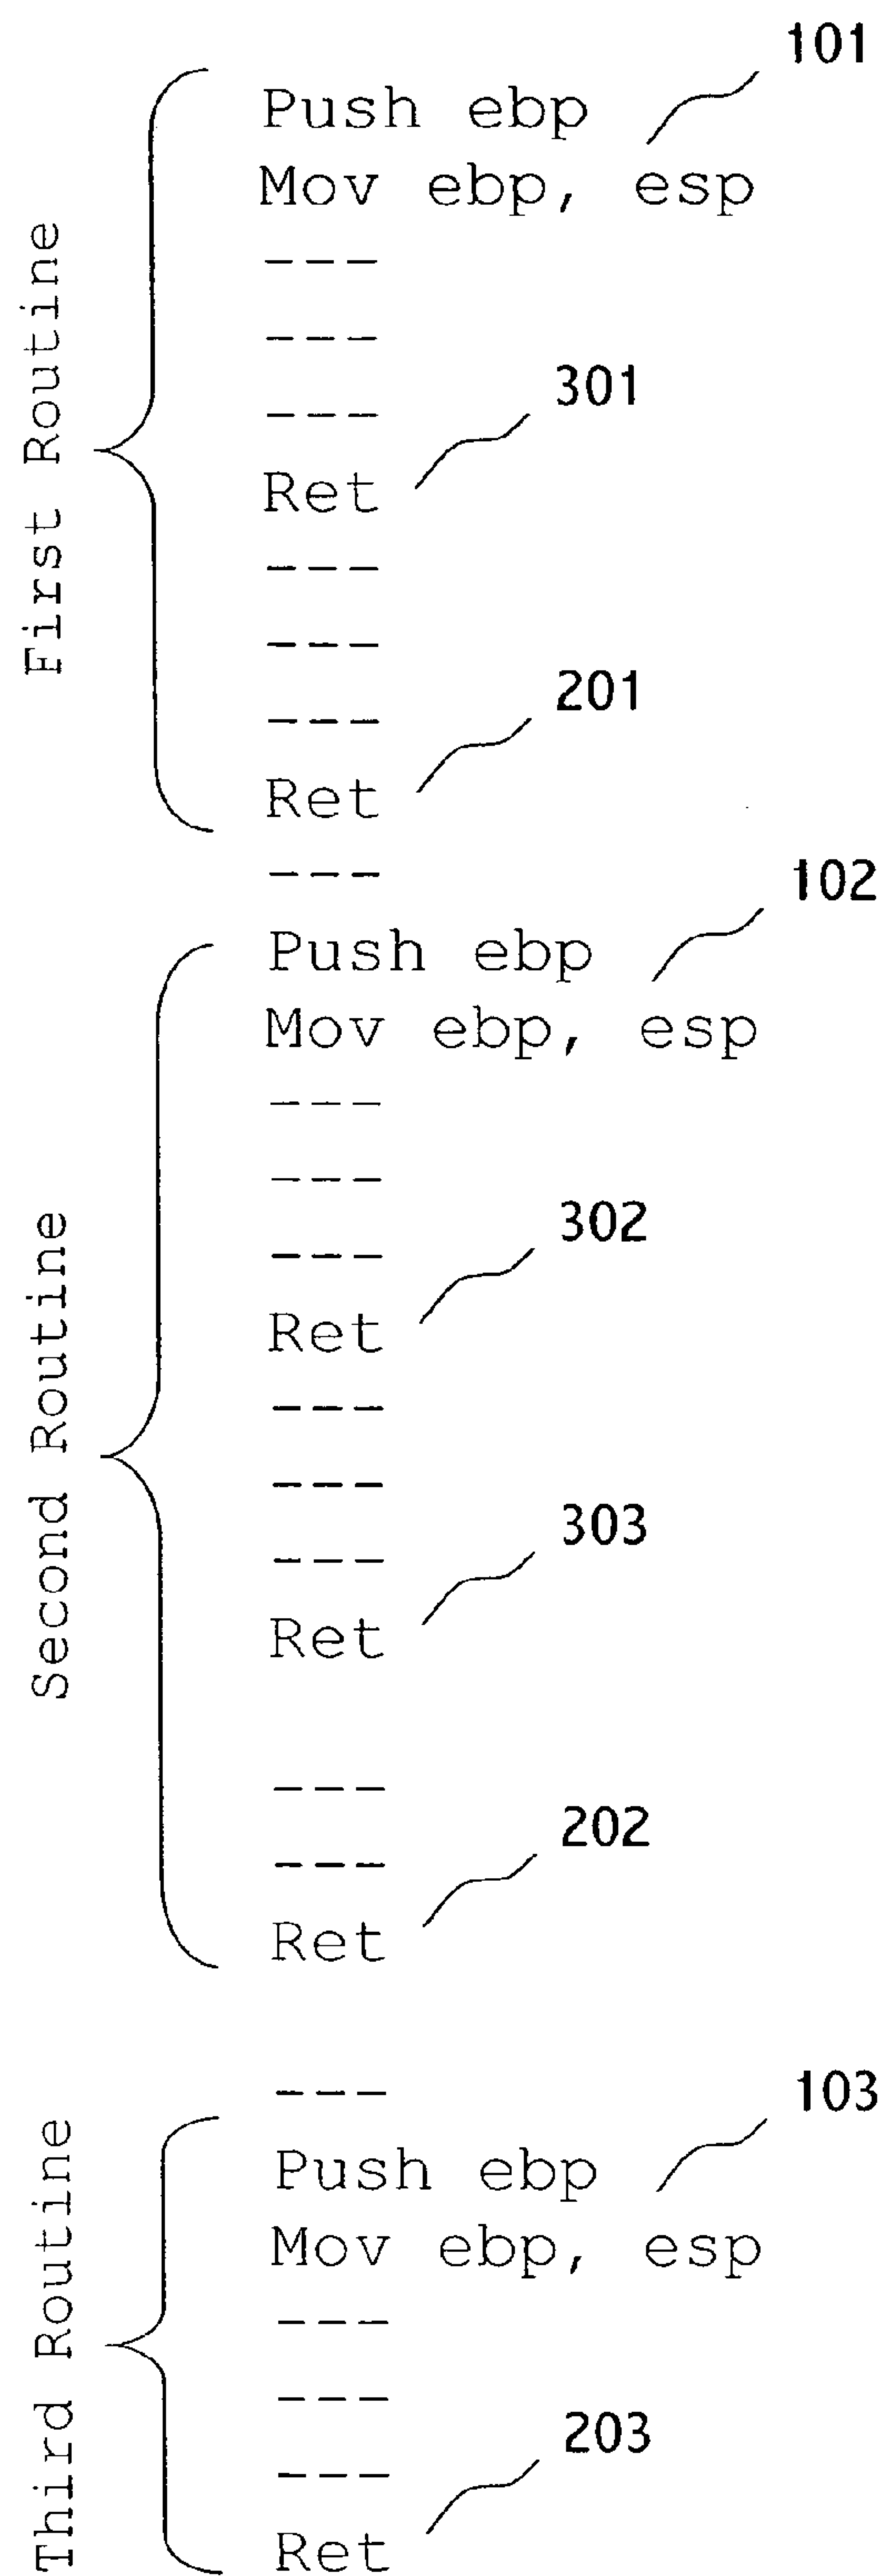 First Routine
Push ebp 101
Mov ebp, esp
---
---
--- 301
Ret
---
---
--- 201
Ret
---
Second Routine
Push ebp 102
Mov ebp, esp
---
---
--- 302
Ret
---
---
--- 303
Ret
---
--- 202
Ret
---
Third Routine
Push ebp 103
Mov ebp, esp
---
---
--- 203
Ret